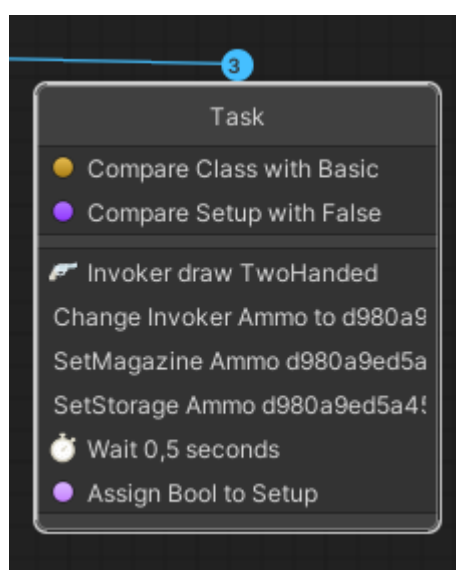 3
Task
Compare Class with Basic
Compare Setup with False
Invoker draw TwoHanded
Change Invoker Ammo to d980a9
SetMagazine Ammo d980a9ed5a
SetStorage Ammo d980a9ed5a45
Wait 0,5 seconds
Assign Bool to Setup